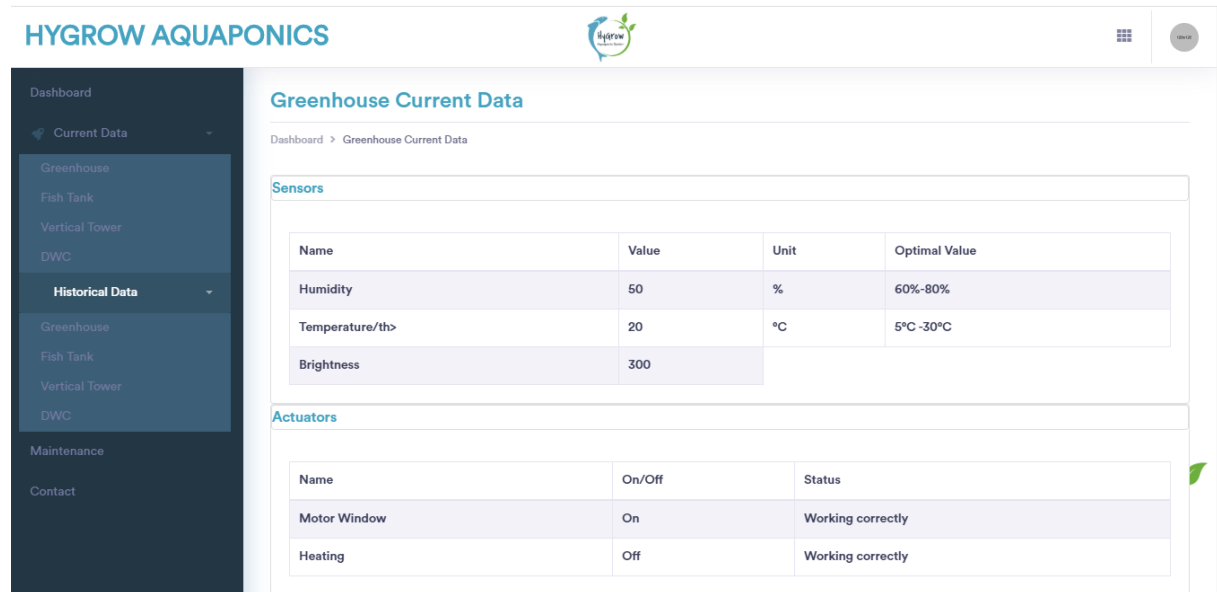 HYGROW AQUAPONICS
Hygrow
Dashboard
Current Data
Greenhouse
Fish Tank
Vertical Tower
DWC
Historical Data
Greenhouse
Fish Tank
Vertical Tower
DWC
Maintenance
Contact
Greenhouse Current Data
Dashboard > Greenhouse Current Data
Sensors
Name Value Unit Optimal Value
Humidity 50 % 60%-80%
Temperature/th> 20 °C 5°C -30°C
Brightness 300
Actuators
Name On/Off Status
Motor Window On Working correctly
Heating Off Working correctly